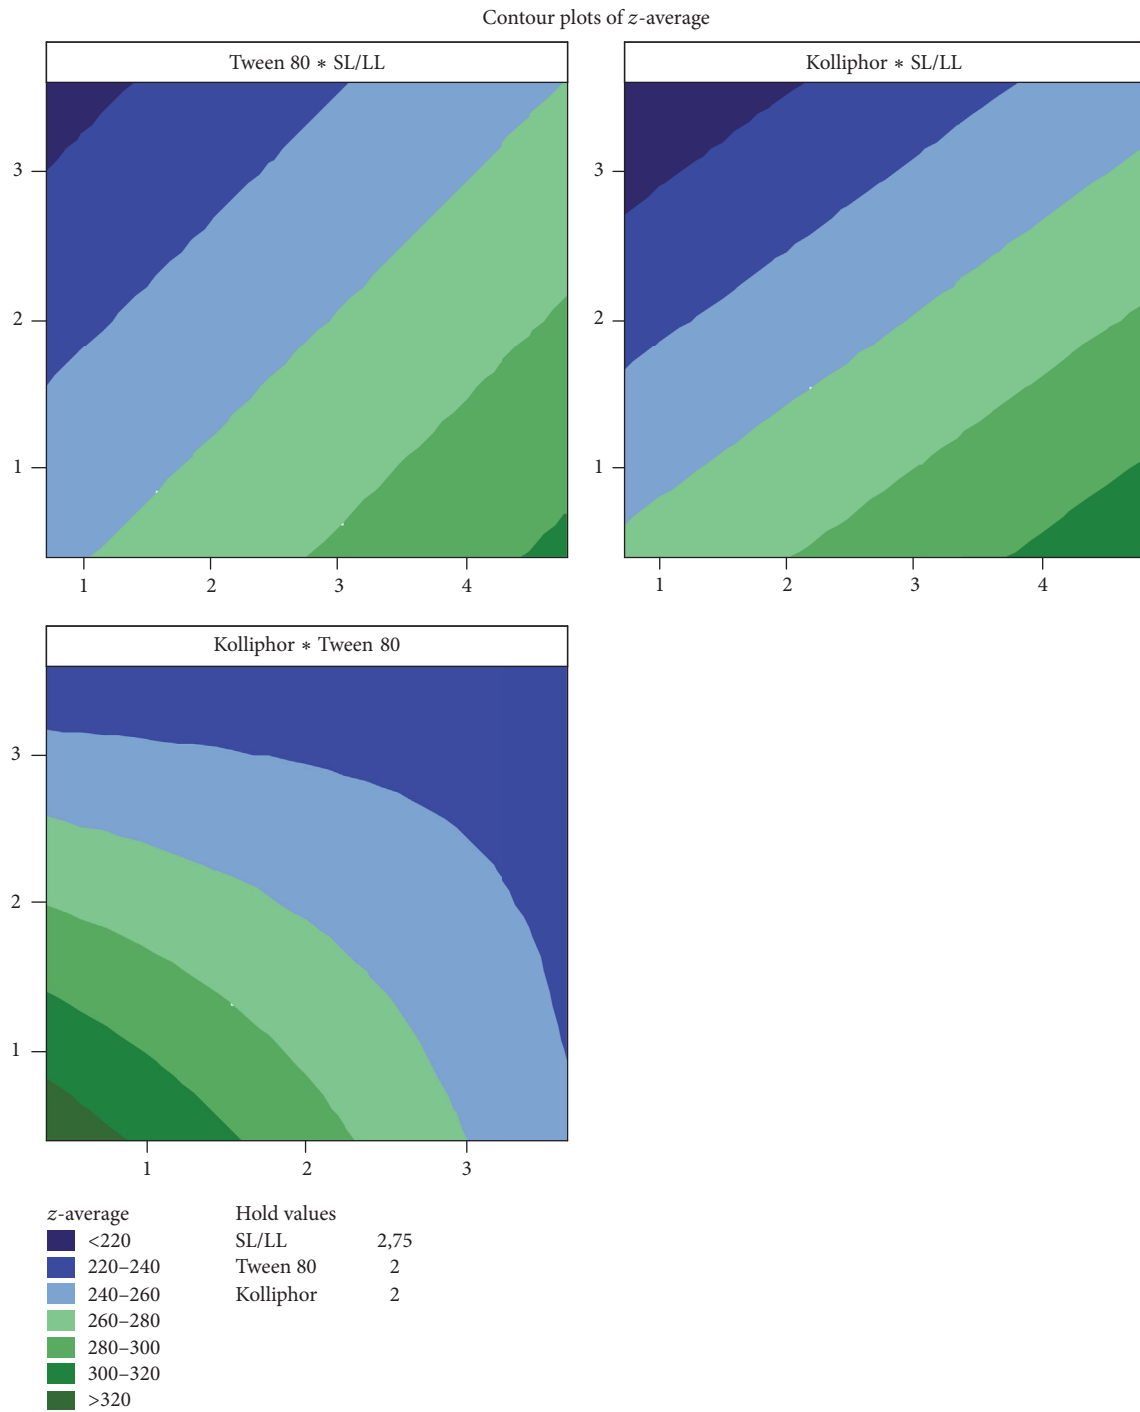 Contour plots of z-average
Tween 80 ∗ SL/LL
3
2
1
1 2 3 4
Kolliphor ∗ SL/LL
3
2
1
1 2 3 4
Kolliphor ∗ Tween 80
3
2
1
1 2 3
z-average
<220
220–240
240–260
260–280
280–300
300–320
>320
Hold values
SL/LL 2,75
Tween 80 2
Kolliphor 2